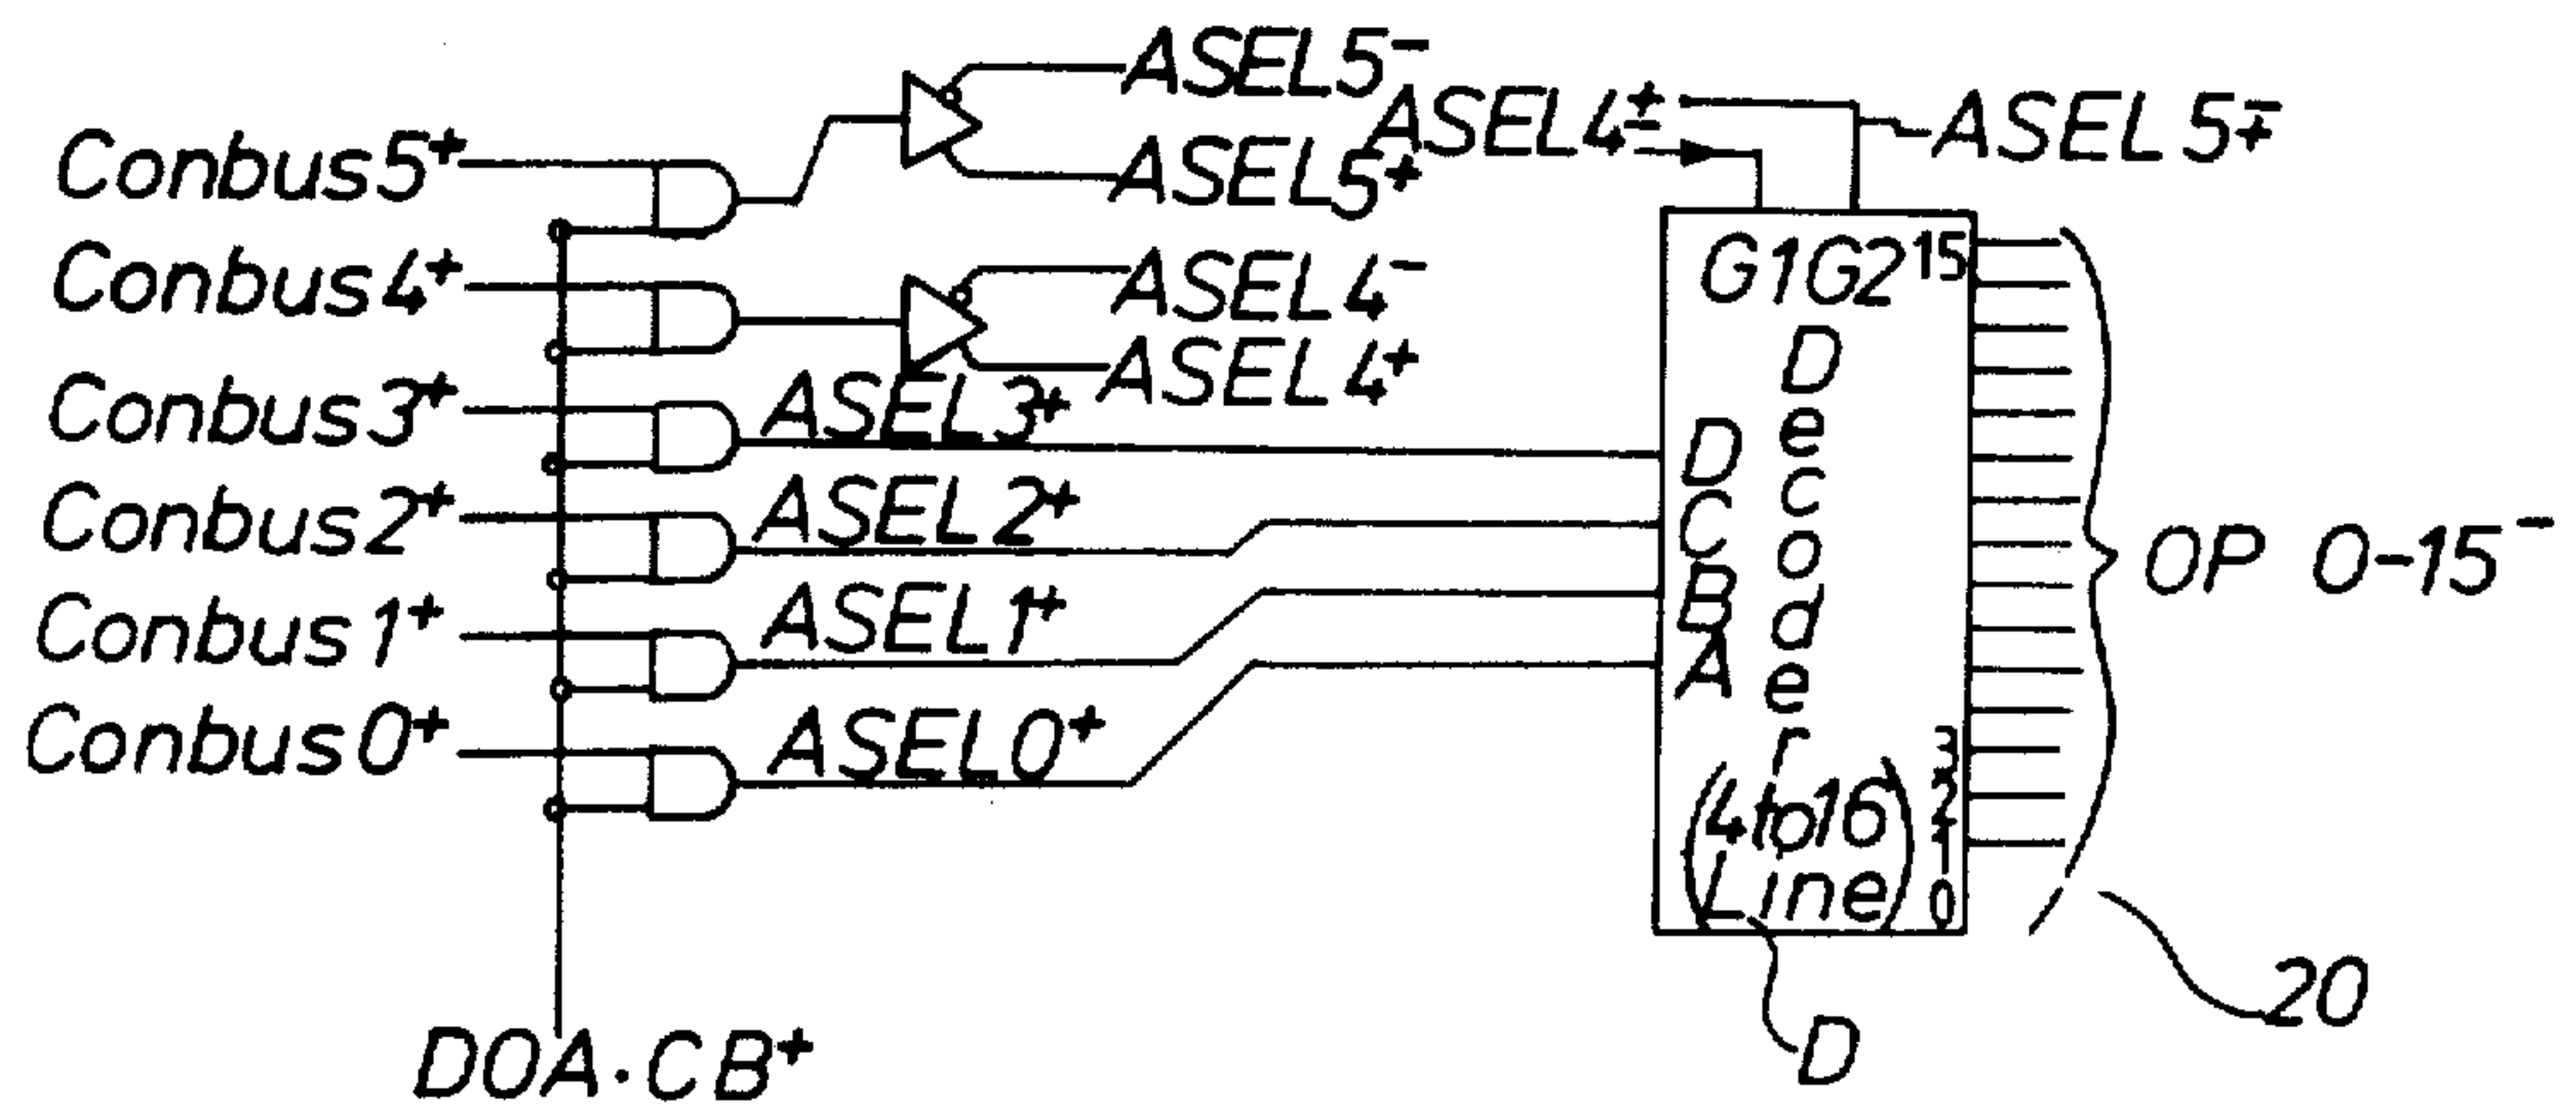 Conbus5+
Conbus4+
Conbus3+
Conbus2+
Conbus1+
Conbus0+
DOA·CB+
ASEL5-
ASEL5+
ASEL4-
ASEL4+
ASEL3+
ASEL2+
ASEL1+
ASEL0+
ASEL4±
ASEL5∓
G1G2
15
D
C
B
A
Decoder
(4to16
Line)
3
2
1
0
OP 0-15-
20
D